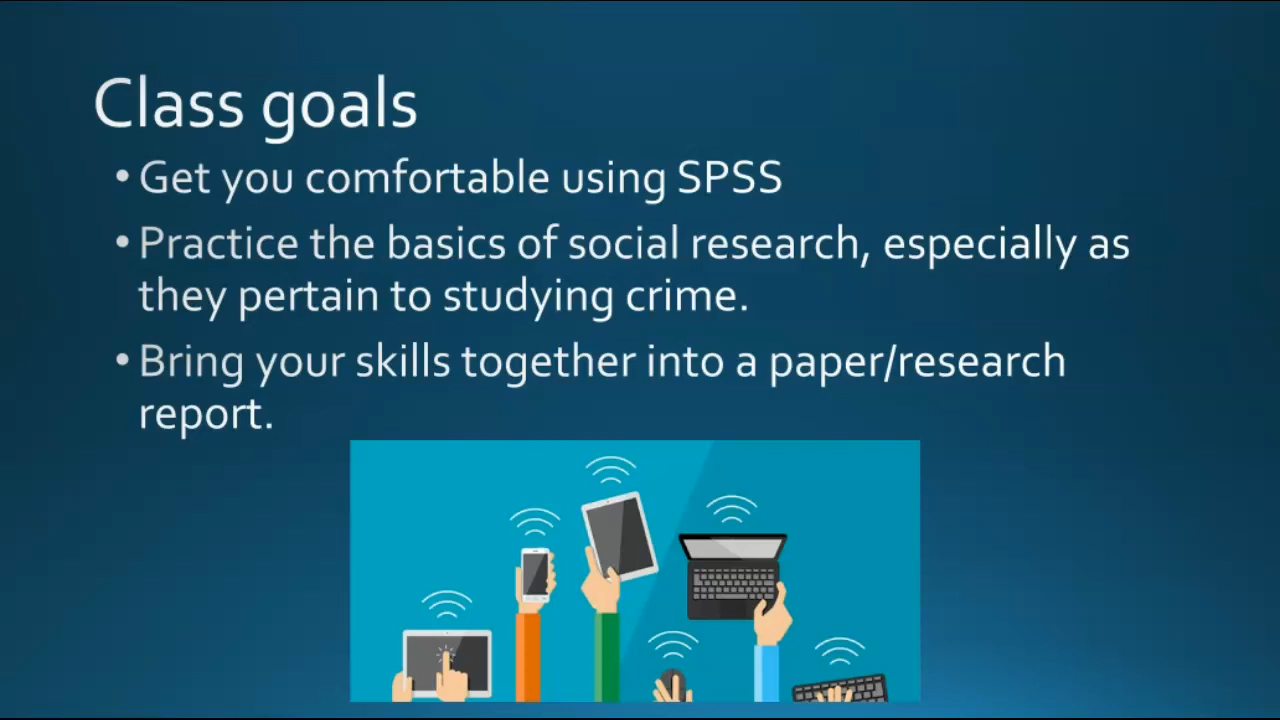 Class goals
• Get you comfortable using SPSS
• Practice the basics of social research, especially as
they pertain to studying crime.
• Bring your skills together into a paper/research
report.